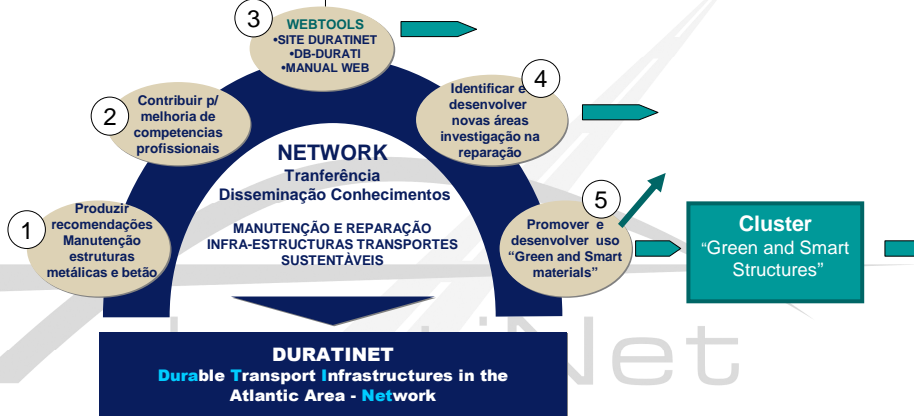 3
WEBTOOLS
•SITE DURATINET
•DB-DURATI
•MANUAL WEB
2
Contribuir p/
melhoria de
competencias
profissionais
4
Identificar e
desenvolver
novas áreas
investigação na
reparação
NETWORK
Tranferência
Disseminação Conhecimentos
MANUTENÇÃO E REPARAÇÃO
INFRA-ESTRUCTURAS TRANSPORTES
SUSTENTÀVEIS
1
Produzir
recomendações
Manutenção
estruturas
metálicas e betão
5
Promover e
desenvolver uso
“Green and Smart
materials”
Cluster
“Green and Smart
Structures”
DURATINET
Durable Transport Infrastructures in the
Atlantic Area - Network
Net